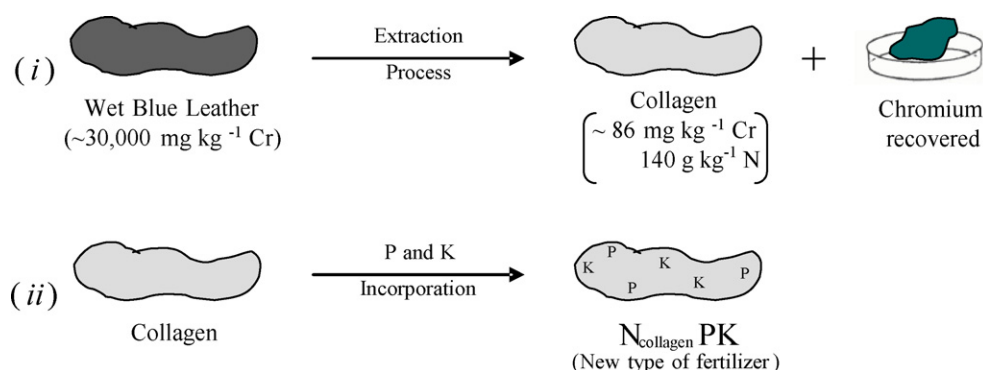 (i)
Extraction
Process
+
Wet Blue Leather
(~30,000 mg kg ⁻¹ Cr)
Collagen
~ 86 mg kg ⁻¹ Cr
140 g kg⁻¹ N
Chromium
recovered
(ii)
P and K
Incorporation
K P K P K P
Collagen
N collagen PK
(New type of fertilizer)